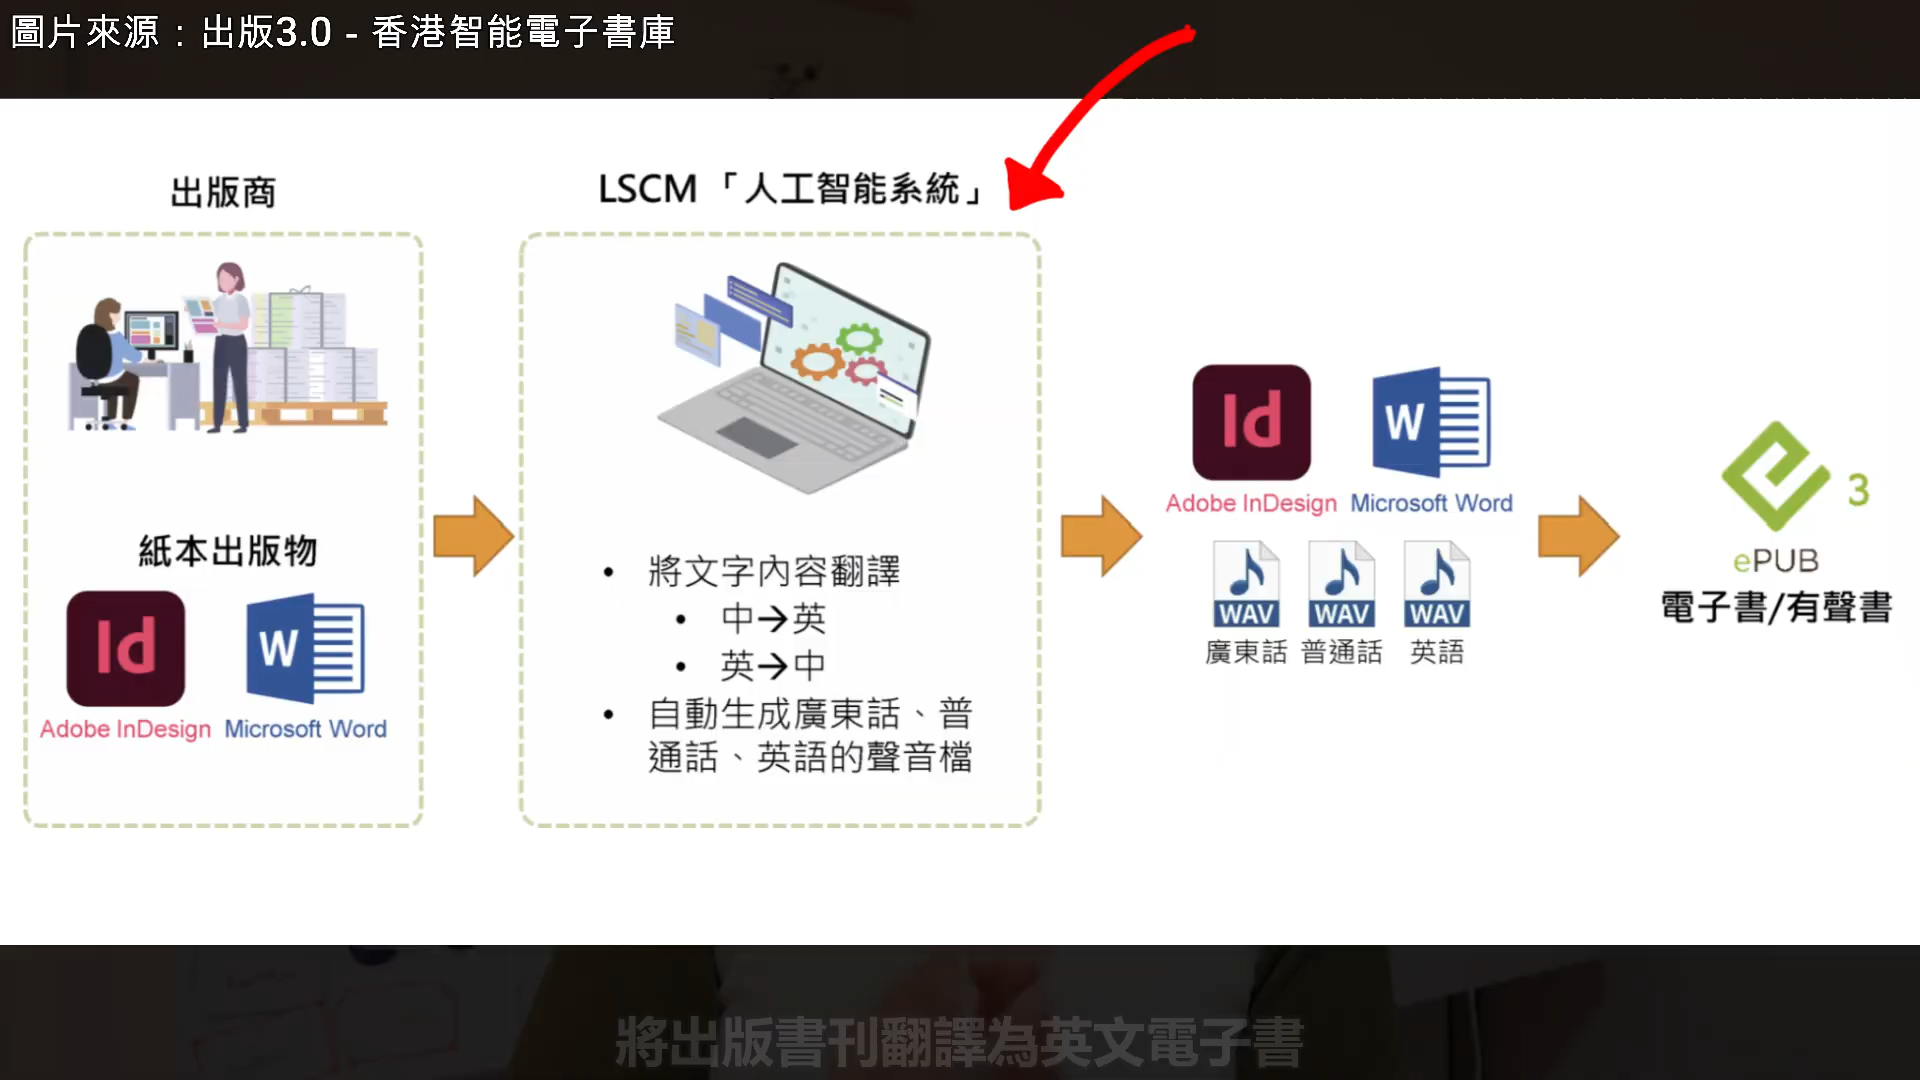 圖片來源：出版3.0 - 香港智能電子書庫
出版商
紙本出版物
Id
W
Adobe InDesign
Microsoft Word
LSCM「人工智能系統」
• 將文字內容翻譯
• 中→英
• 英→中
• 自動生成廣東話、普
通話、英語的聲音檔
Id
W
Adobe InDesign
Microsoft Word
WAV
WAV
WAV
廣東話
普通話
英語
3
ePUB
電子書/有聲書
將出版書刊翻譯為英文電子書